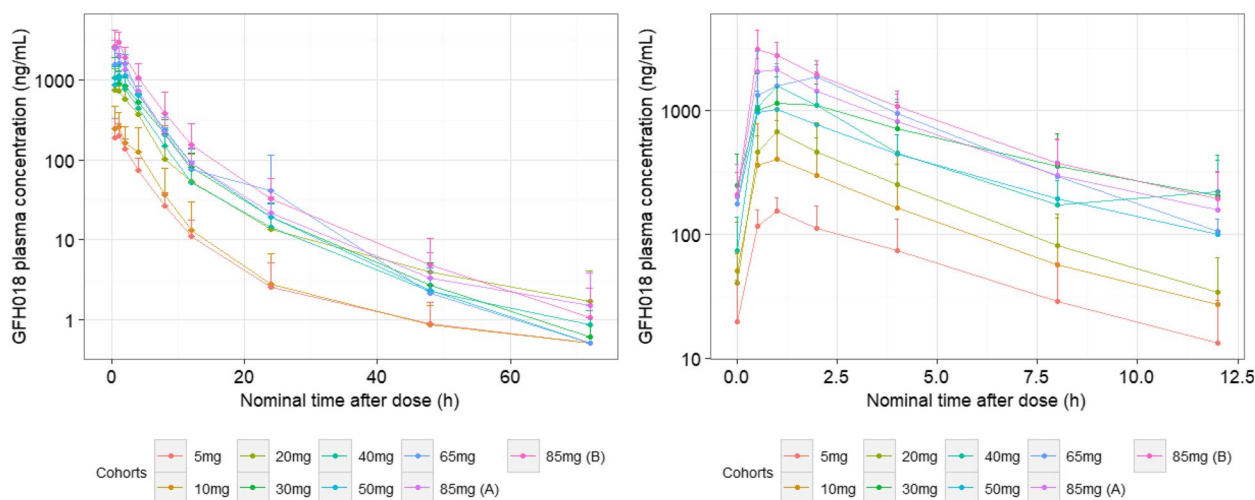 GFH018 plasma concentration (ng/mL)
1000
100
10
1
0
20
40
60
Nominal time after dose (h)
Cohorts
5mg
20mg
40mg
65mg
85mg (B)
10mg
30mg
50mg
85mg (A)
GFH018 plasma concentration (ng/mL)
1000
100
10
0.0
2.5
5.0
7.5
10.0
12.5
Nominal time after dose (h)
Cohorts
5mg
20mg
40mg
65mg
85mg (B)
10mg
30mg
50mg
85mg (A)